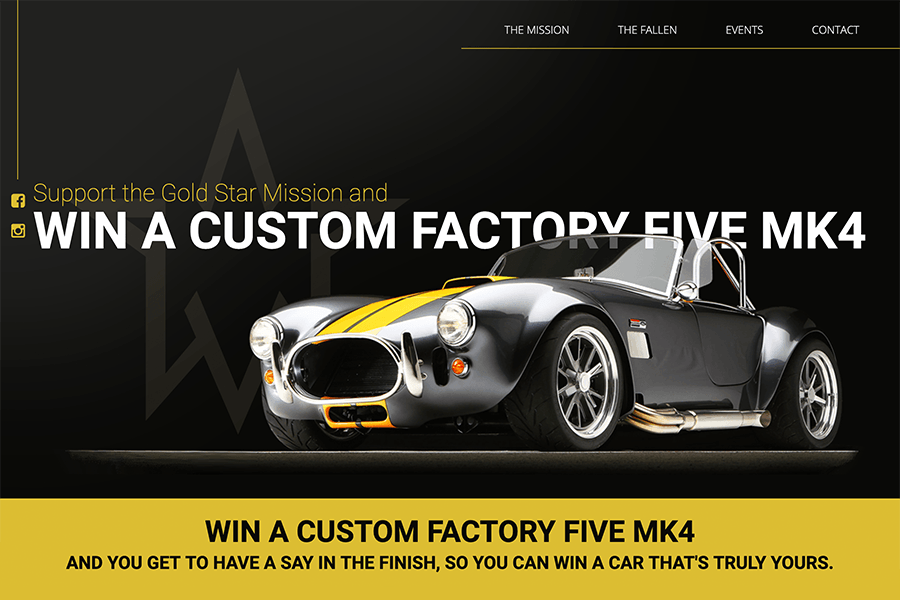 THE MISSION THE FALLEN EVENTS CONTACT
Support the Gold Star Mission and
WIN A CUSTOM FACTORY FIVE MK4
WIN A CUSTOM FACTORY FIVE MK4
AND YOU GET TO HAVE A SAY IN THE FINISH, SO YOU CAN WIN A CAR THAT'S TRULY YOURS.